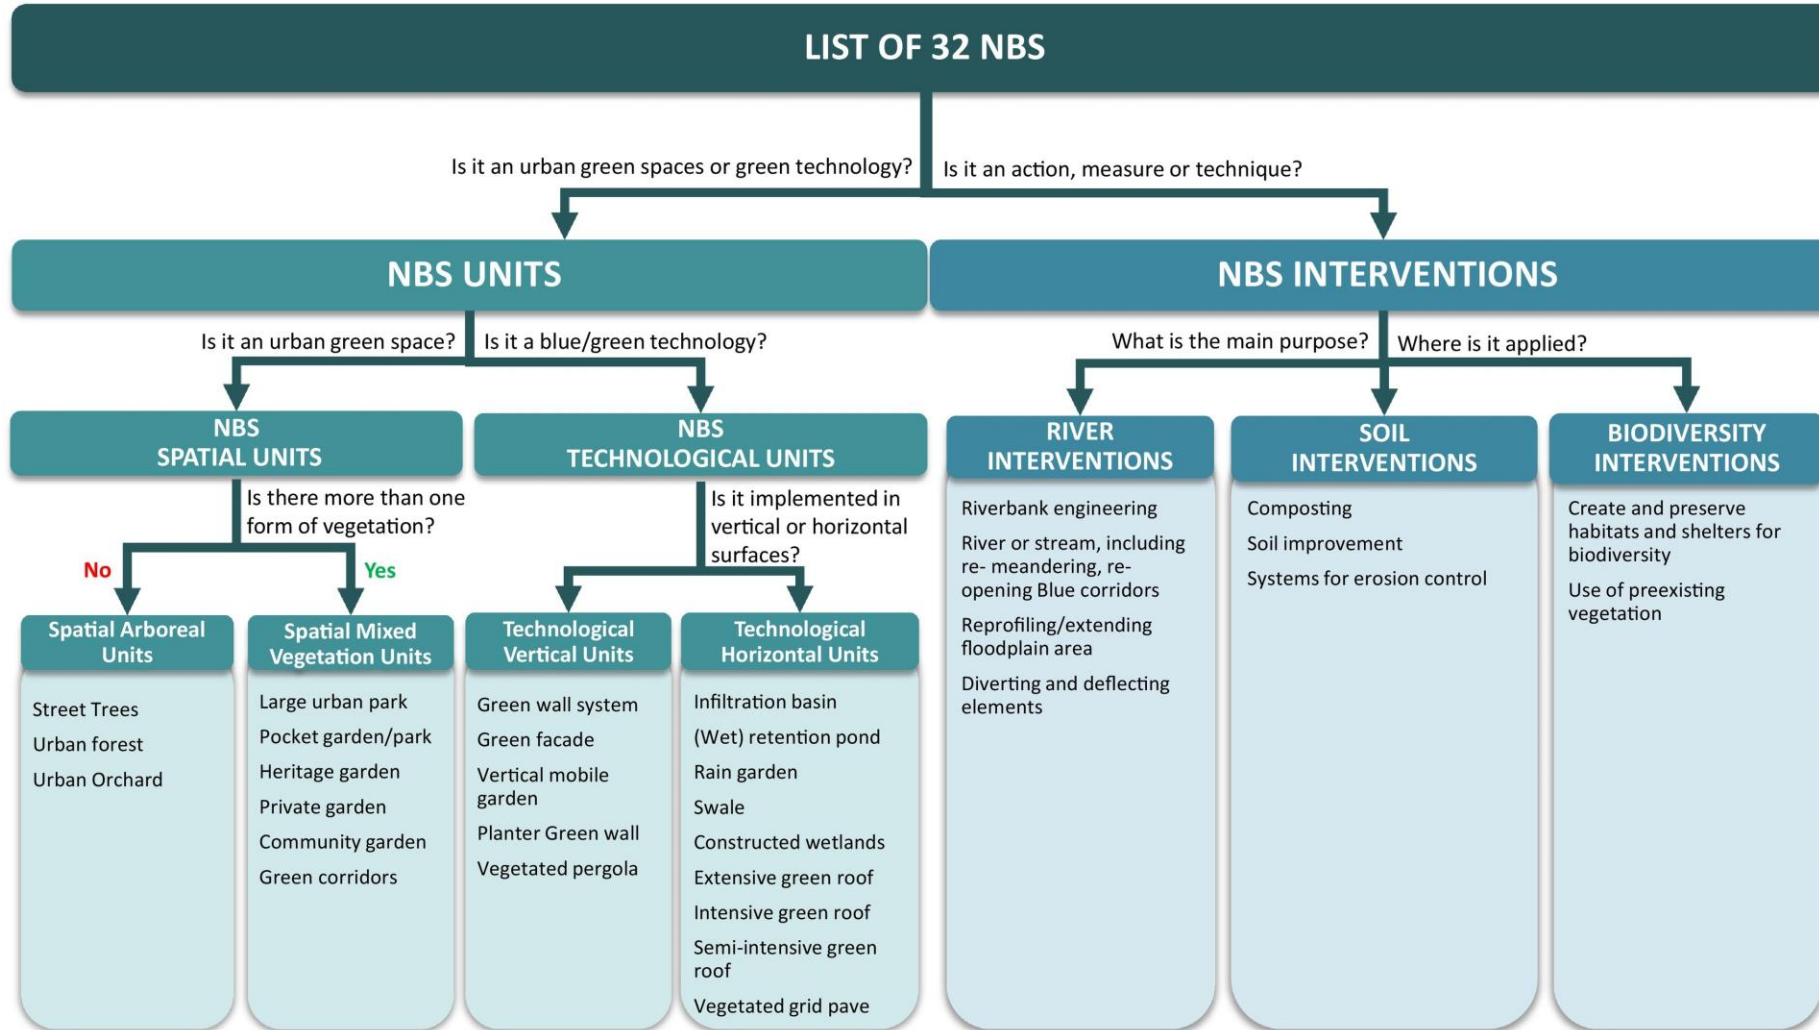 LIST OF 32 NBS
Is it an urban green spaces or green technology?
Is it an action, measure or technique?
NBS UNITS
NBS INTERVENTIONS
Is it an urban green space?
Is it a blue/green technology?
What is the main purpose?
Where is it applied?
NBS
SPATIAL UNITS
NBS
TECHNOLOGICAL UNITS
RIVER
INTERVENTIONS
SOIL
INTERVENTIONS
BIODIVERSITY
INTERVENTIONS
Is there more than one
form of vegetation?
Is it implemented in
vertical or horizontal
surfaces?
No
Yes
Spatial Arboreal
Units
Street Trees
Urban forest
Urban Orchard
Spatial Mixed
Vegetation Units
Large urban park
Pocket garden/park
Heritage garden
Private garden
Community garden
Green corridors
Technological
Vertical Units
Green wall system
Green facade
Vertical mobile
garden
Planter Green wall
Vegetated pergola
Technological
Horizontal Units
Infiltration basin
(Wet) retention pond
Rain garden
Swale
Constructed wetlands
Extensive green roof
Intensive green roof
Semi-intensive green
roof
Vegetated grid pave
Riverbank engineering
River or stream, including
re- meandering, re-
opening Blue corridors
Reprofiling/extending
floodplain area
Diverting and deflecting
elements
Composting
Soil improvement
Systems for erosion control
Create and preserve
habitats and shelters for
biodiversity
Use of preexisting
vegetation